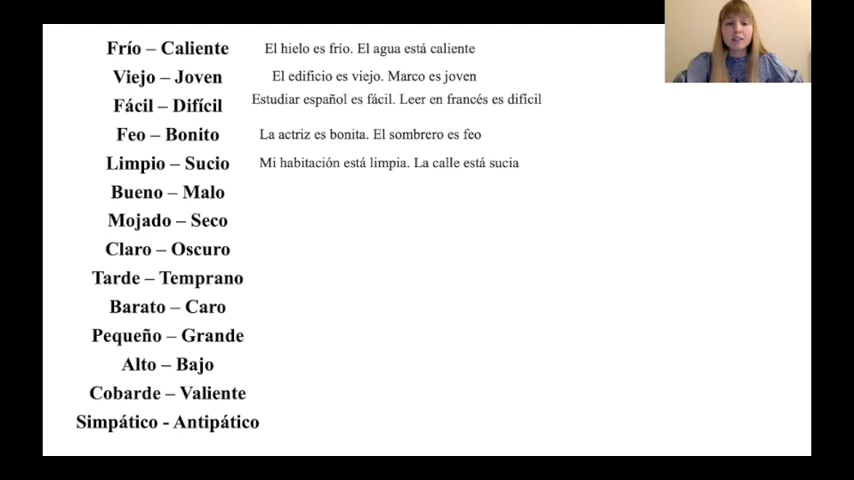 Frío – Caliente El hielo es frío. El agua está caliente
Viejo – Joven El edificio es viejo. Marco es joven
Fácil – Difícil Estudiar español es fácil. Leer en francés es difícil
Feo – Bonito La actriz es bonita. El sombrero es feo
Limpio – Sucio Mi habitación está limpia. La calle está sucia
Bueno – Malo
Mojado – Seco
Claro – Oscuro
Tarde – Temprano
Barato – Caro
Pequeño – Grande
Alto – Bajo
Cobarde – Valiente
Simpático - Antipático